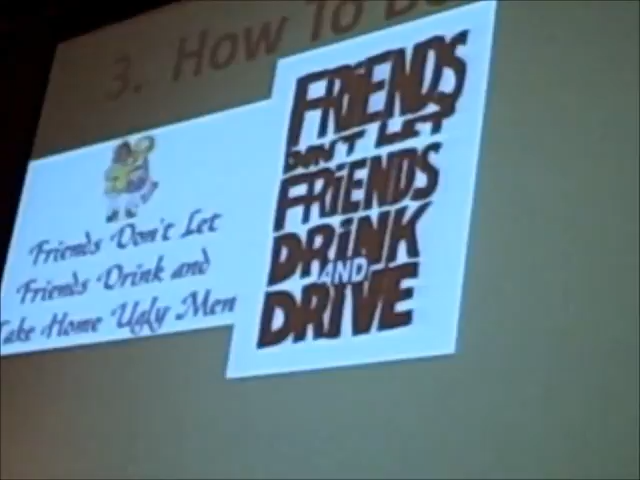 3. How To
Friends Don't Let
Friends Drink and
Take Home Ugly Men
FRiENDS
DON'T LET
FRiENDS
DRiNK
AND
DRIVE